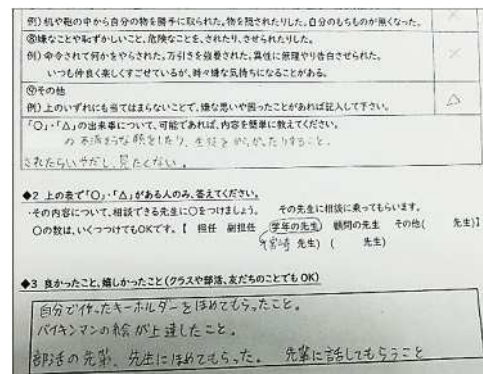 例）机や鞄の中から自分の物を勝手に取られた。物を隠されたりした。自分のもちものが無くなった。
×
⑧嫌なことや恥ずかしいこと、危険なことを、されたり、させられたりした。
例）命令されて何かをやらされた。万引きを強要された。異性に無理やり告白させられた。
いつも仲良く楽しくすごせているが、時々嫌な気持ちになることがある。
×
⑨その他
例）上のいずれにも当てはまらないことで、嫌な思いや困ったことがあれば記入して下さい。
△
「○」・「△」の出来事について、可能であれば、内容を簡単に教えてください。
な顔をしたり、生徒をからかったりすること。
されたらいやだし、見たくない。
◆2 上の表で「○」・「△」がある人のみ、答えてください。
・その内容について、相談できる先生に○をつけましょう。 その先生に相談に乗ってもらいます。
○の数は、いくつつけてもOKです。【 担任 副担任 学年の先生 顧問の先生 その他( 先生)】
(宮崎 先生) ( 先生)
◆3 良かったこと、嬉しかったこと(クラスや部活、友だちのことでもOK)
自分で作ったキーホルダーをほめてもらったこと。
バイキンマンの絵が上達したこと。
部活の先輩、先生にほめてもらった。 先輩に話してもらうこと